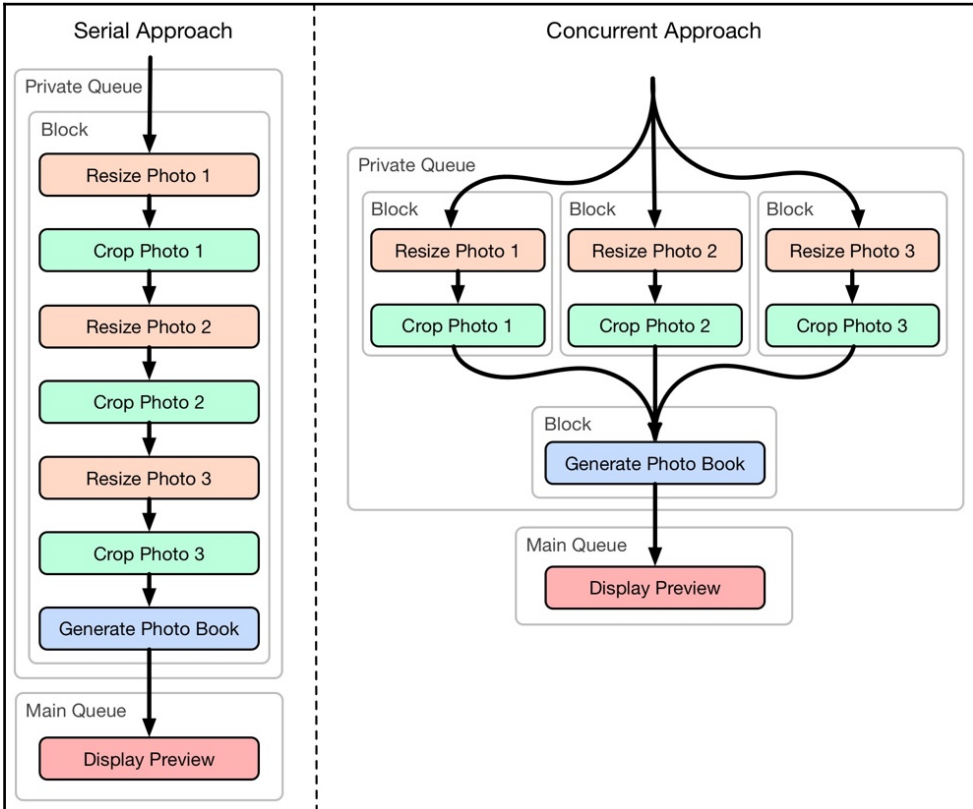 Serial Approach
Private Queue
Block
Resize Photo 1
Crop Photo 1
Resize Photo 2
Crop Photo 2
Resize Photo 3
Crop Photo 3
Generate Photo Book
Main Queue
Display Preview
Concurrent Approach
Private Queue
Block
Block
Block
Resize Photo 1
Resize Photo 2
Resize Photo 3
Crop Photo 1
Crop Photo 2
Crop Photo 3
Block
Generate Photo Book
Main Queue
Display Preview